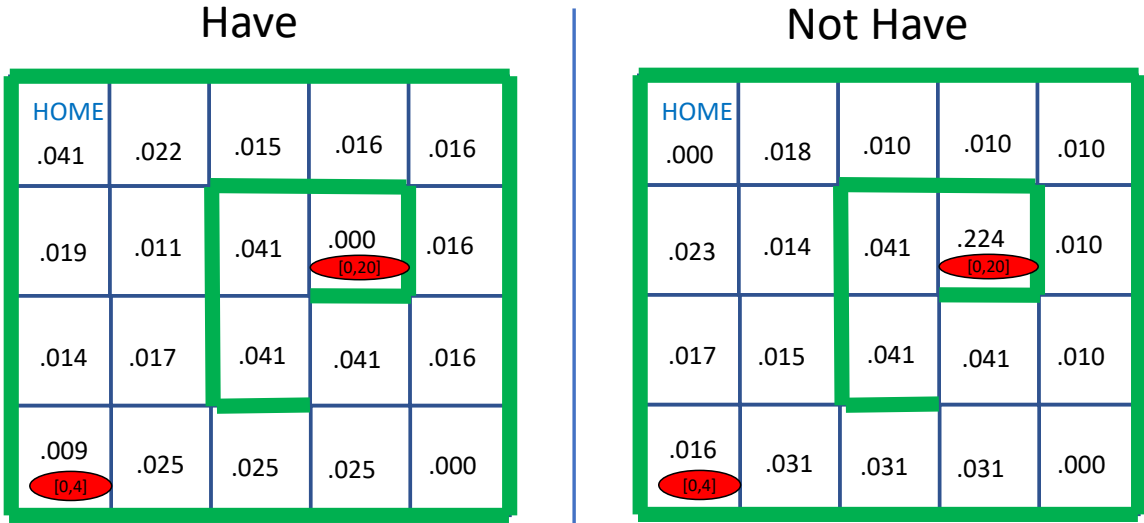 Have
HOME
.041 .022 .015 .016 .016
.019 .011 .041 .000 .016
[0,20]
.014 .017 .041 .041 .016
.009 .025 .025 .025 .000
[0,4]
Not Have
HOME
.000 .018 .010 .010 .010
.023 .014 .041 .224 .010
[0,20]
.017 .015 .041 .041 .010
.016 .031 .031 .031 .000
[0,4]